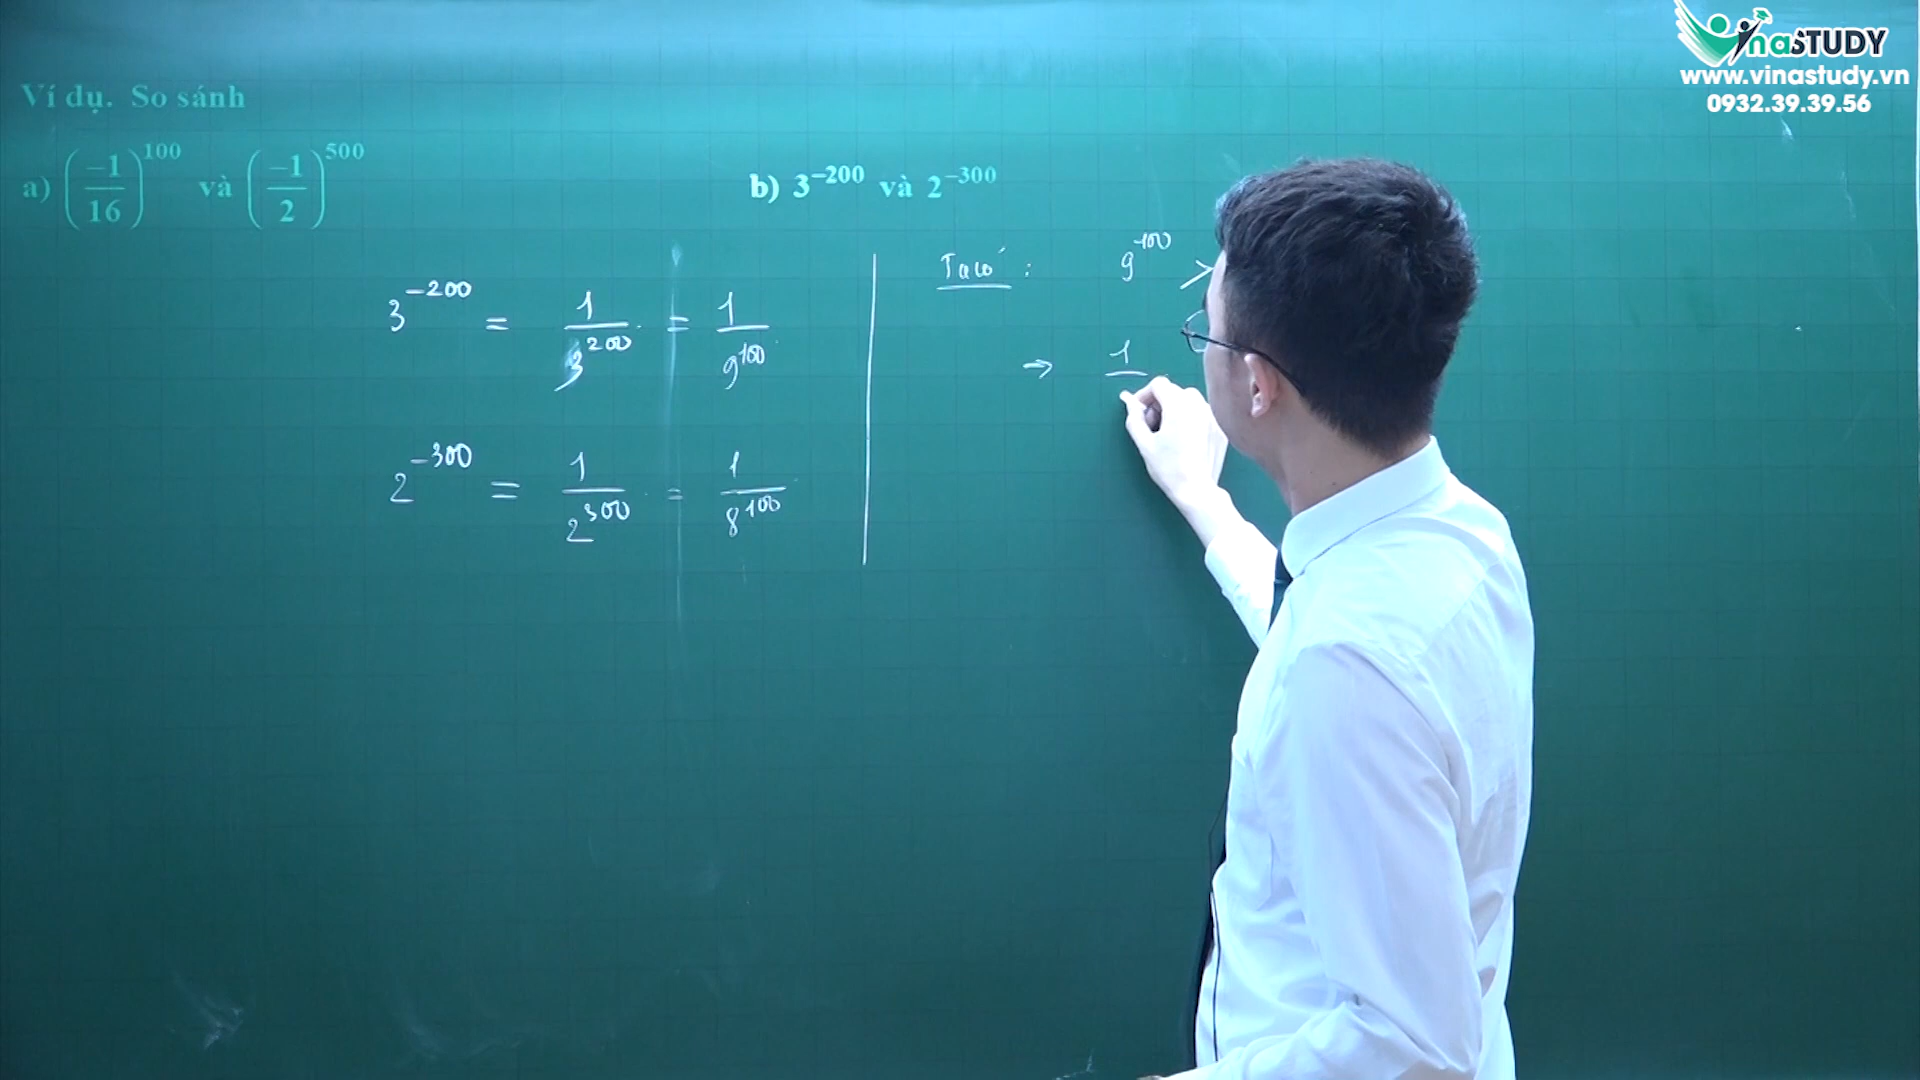 VinaSTUDY
www.vinastudy.vn
0932.39.39.56
Ví dụ. So sánh
a) (−1/16)^100 và (−1/2)^500
b) 3^−200 và 2^−300
3^−200 = 1/3^200 = 1/9^100
2^−300 = 1/2^300 = 1/8^100
Ta có :
9^100 >
→ 1